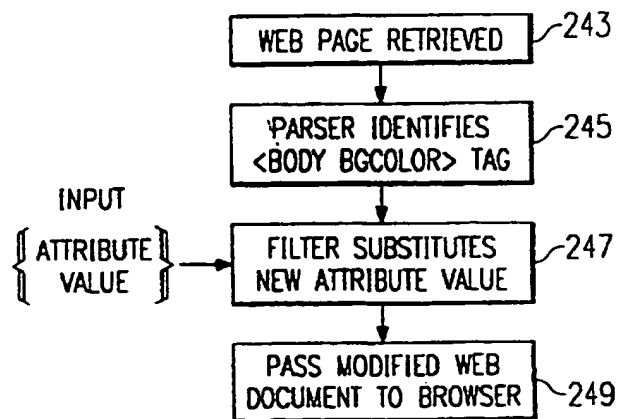 WEB PAGE RETRIEVED
243
PARSER IDENTIFIES
<BODY BGCOLOR> TAG
245
INPUT
{ATTRIBUTE
VALUE}
FILTER SUBSTITUTES
NEW ATTRIBUTE VALUE
247
PASS MODIFIED WEB
DOCUMENT TO BROWSER
249